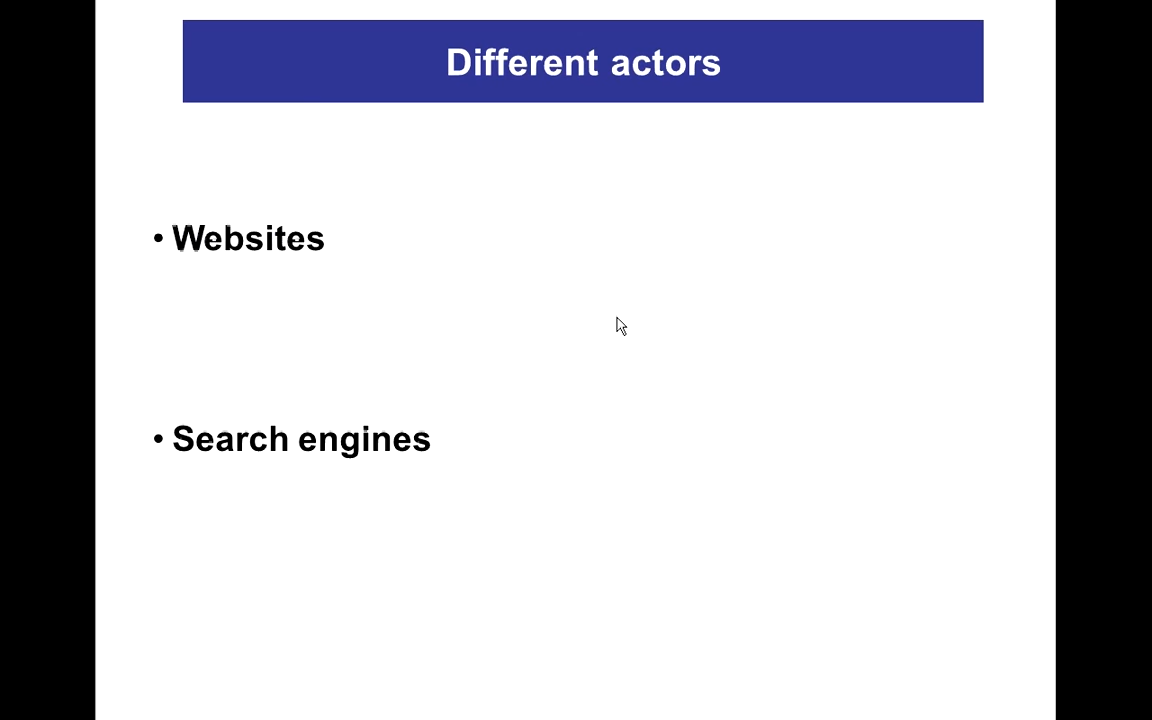 Different actors
• Websites
• Search engines